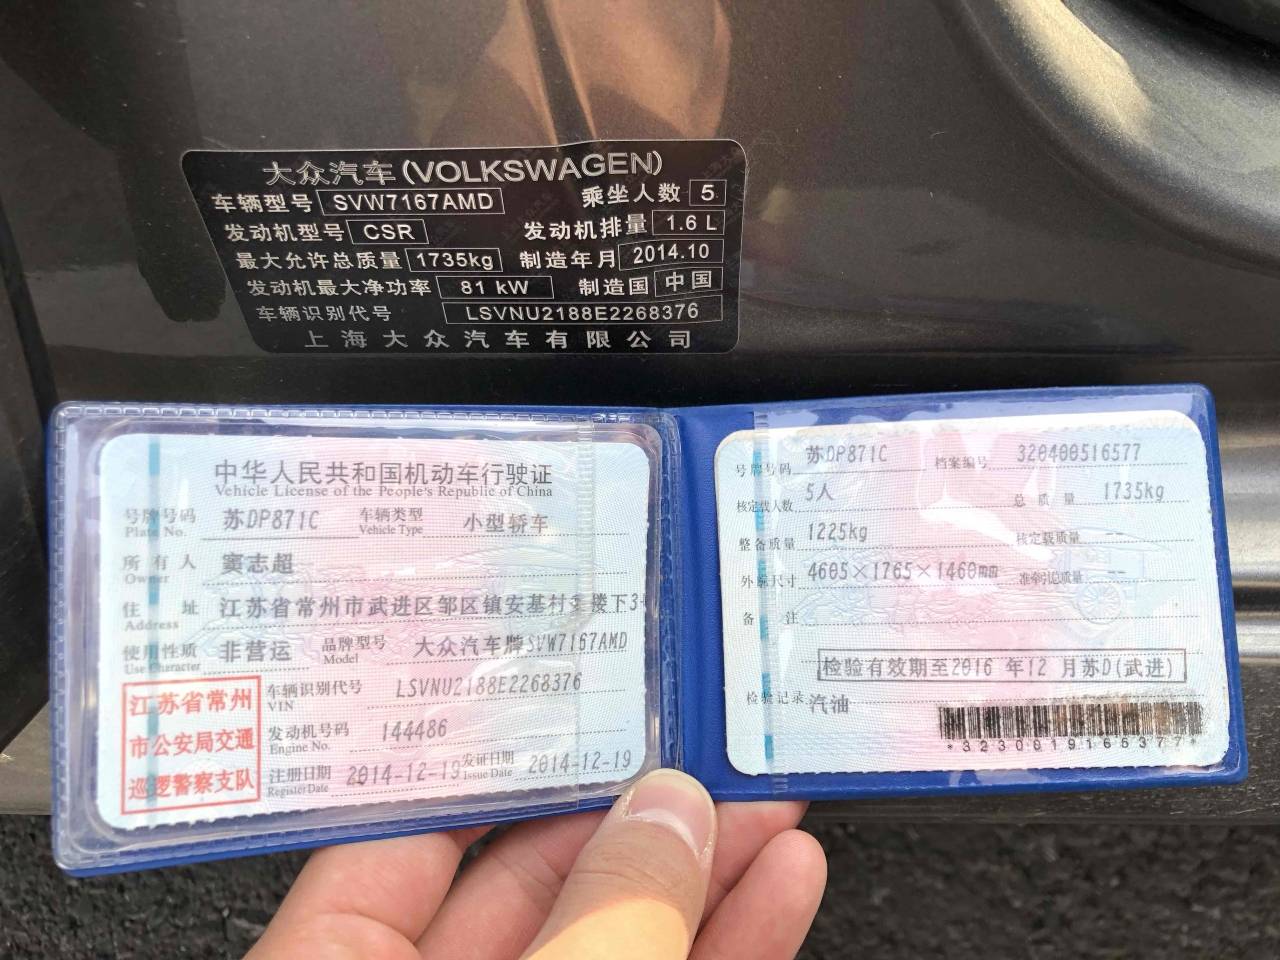 大众汽车(VOLKSWAGEN)
车辆型号 SVW7167AMD 乘坐人数 5
发动机型号 CSR 发动机排量 1.6 L
最大允许总质量 1735kg 制造年月 2014.10
发动机最大净功率 81 kW 制造国 中国
车辆识别代号 LSVNU2188E2268376
上海大众汽车有限公司
中华人民共和国机动车行驶证
Vehicle License of the People's Republic of China
号牌号码 苏DP871C 车辆类型 小型轿车
Plate No. Vehicle Type
所有人 窦志超
Owner
住址 江苏省常州市武进区邹区镇安基村 楼下3
Address
使用性质 非营运 品牌型号 大众汽车牌SVW7167AMD
Use Character Model
江苏省常州
市公安局交通
巡逻警察支队
车辆识别代号 LSVNU2188E2268376
VIN
发动机号码 144486
Engine No.
注册日期 2014-12-19 发证日期 2014-12-19
Register Date Issue Date
号牌号码 苏DP871C 档案编号 320400516577
核定载人数 5人 总质量 1735kg
整备质量 1225kg 核定载质量 --
外廓尺寸 4605×1765×1460mm 准牵引总质量 --
备注
检验有效期至2016 年12 月苏D(武进)
检验记录 汽油
*3230019165377*